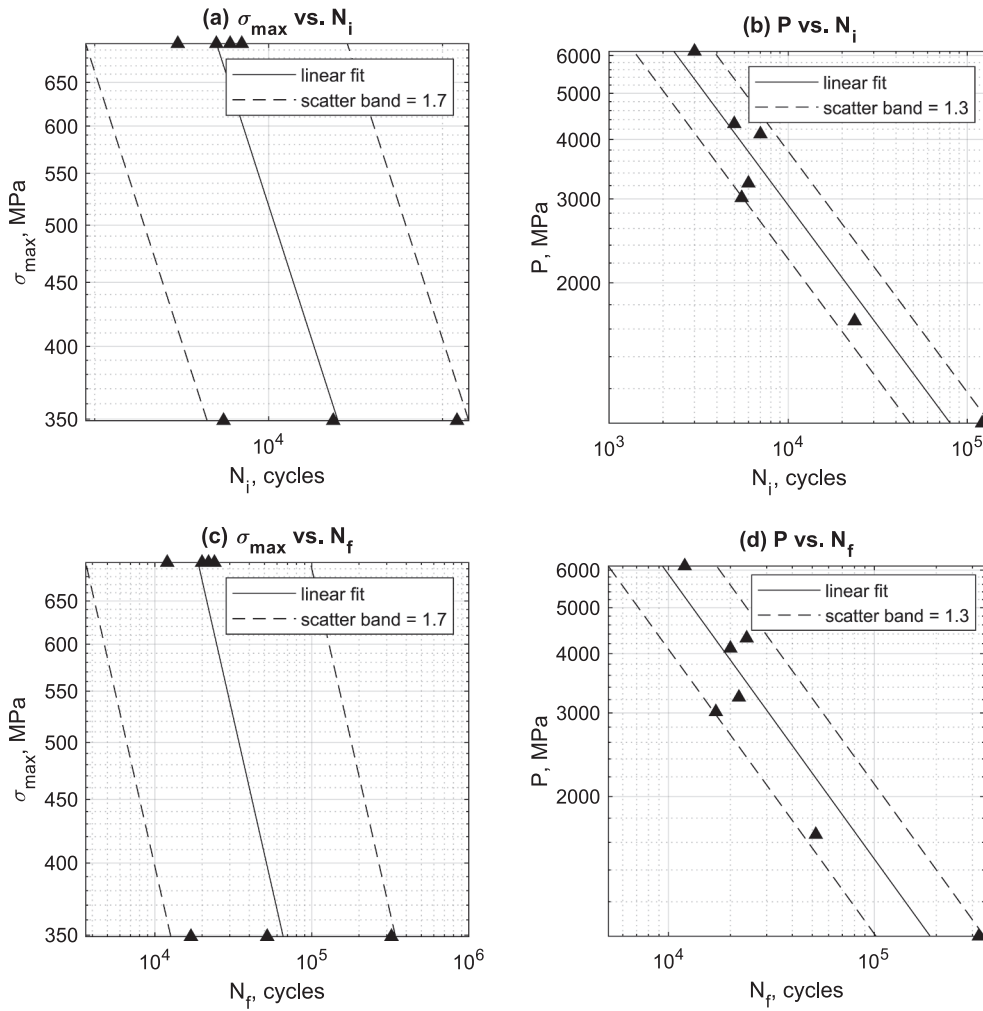 (a) σmax vs. Ni
linear fit
scatter band = 1.7
650
600
550
500
450
400
350
σmax, MPa
10^4
Ni, cycles
(b) P vs. Ni
linear fit
scatter band = 1.3
6000
5000
4000
3000
2000
P, MPa
10^3 10^4 10^5
Ni, cycles
(c) σmax vs. Nf
linear fit
scatter band = 1.7
650
600
550
500
450
400
350
σmax, MPa
10^4 10^5 10^6
Nf, cycles
(d) P vs. Nf
linear fit
scatter band = 1.3
6000
5000
4000
3000
2000
P, MPa
10^4 10^5
Nf, cycles